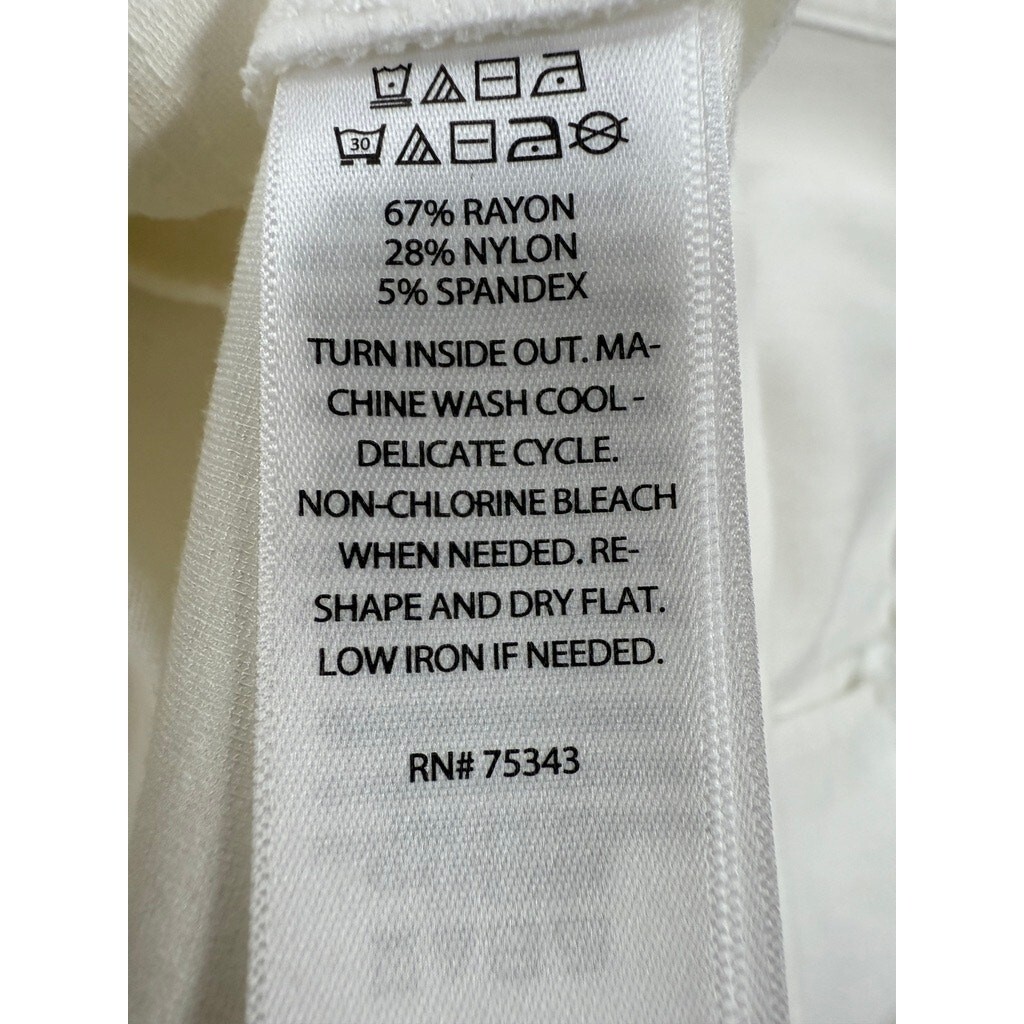 30
67% RAYON
28% NYLON
5% SPANDEX
TURN INSIDE OUT. MA-
CHINE WASH COOL -
DELICATE CYCLE.
NON-CHLORINE BLEACH
WHEN NEEDED. RE-
SHAPE AND DRY FLAT.
LOW IRON IF NEEDED.
RN# 75343